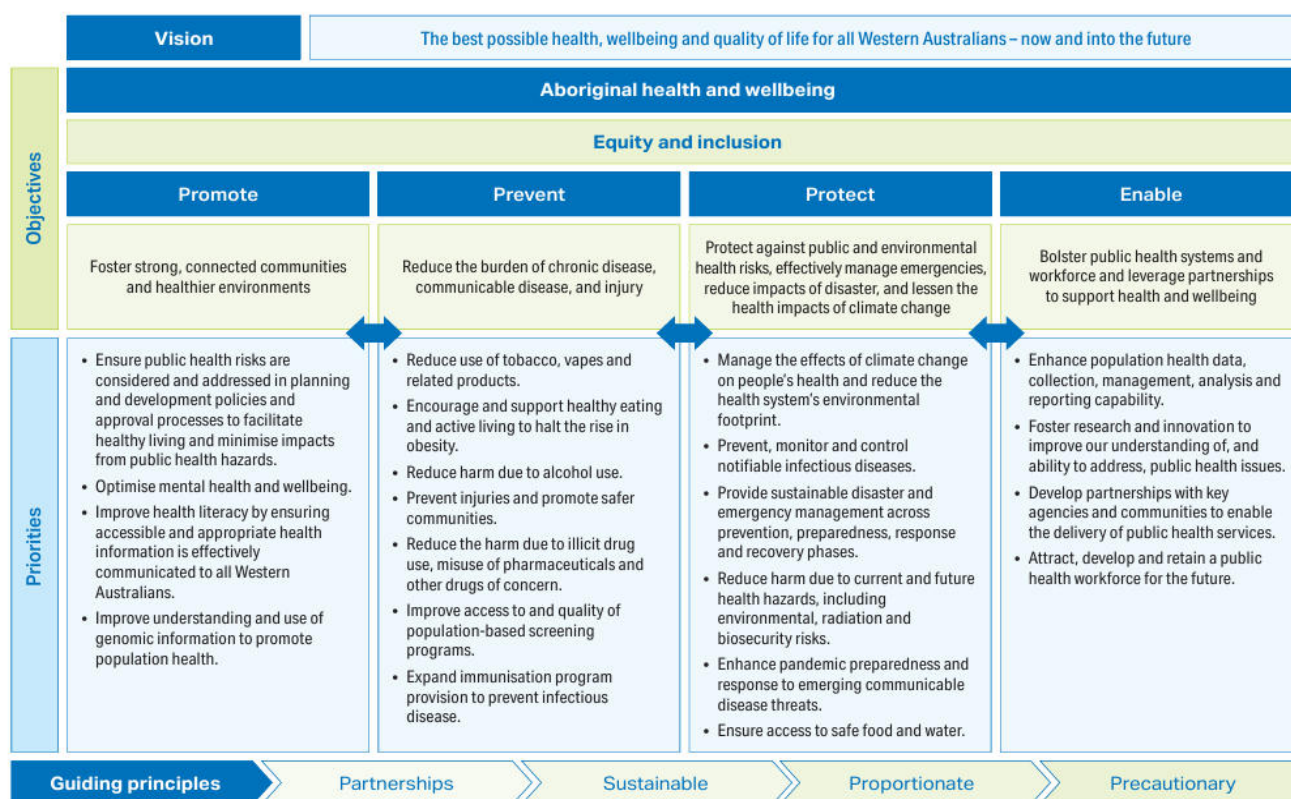 Vision
The best possible health, wellbeing and quality of life for all Western Australians – now and into the future
Objectives
Aboriginal health and wellbeing
Equity and inclusion
Promote
Foster strong, connected communities
and healthier environments
Prevent
Reduce the burden of chronic disease,
communicable disease, and injury
Protect
Protect against public and environmental
health risks, effectively manage emergencies,
reduce impacts of disaster, and lessen the
health impacts of climate change
Enable
Bolster public health systems and
workforce and leverage partnerships
to support health and wellbeing
Priorities
• Ensure public health risks are
considered and addressed in planning
and development policies and
approval processes to facilitate
healthy living and minimise impacts
from public health hazards.
• Optimise mental health and wellbeing.
• Improve health literacy by ensuring
accessible and appropriate health
information is effectively
communicated to all Western
Australians.
• Improve understanding and use of
genomic information to promote
population health.
• Reduce use of tobacco, vapes and
related products.
• Encourage and support healthy eating
and active living to halt the rise in
obesity.
• Reduce harm due to alcohol use.
• Prevent injuries and promote safer
communities.
• Reduce the harm due to illicit drug
use, misuse of pharmaceuticals and
other drugs of concern.
• Improve access to and quality of
population-based screening
programs.
• Expand immunisation program
provision to prevent infectious
disease.
• Manage the effects of climate change
on people's health and reduce the
health system's environmental
footprint.
• Prevent, monitor and control
notifiable infectious diseases.
• Provide sustainable disaster and
emergency management across
prevention, preparedness, response
and recovery phases.
• Reduce harm due to current and future
health hazards, including
environmental, radiation and
biosecurity risks.
• Enhance pandemic preparedness and
response to emerging communicable
disease threats.
• Ensure access to safe food and water.
• Enhance population health data,
collection, management, analysis and
reporting capability.
• Foster research and innovation to
improve our understanding of, and
ability to address, public health issues.
• Develop partnerships with key
agencies and communities to enable
the delivery of public health services.
• Attract, develop and retain a public
health workforce for the future.
Guiding principles
Partnerships
Sustainable
Proportionate
Precautionary